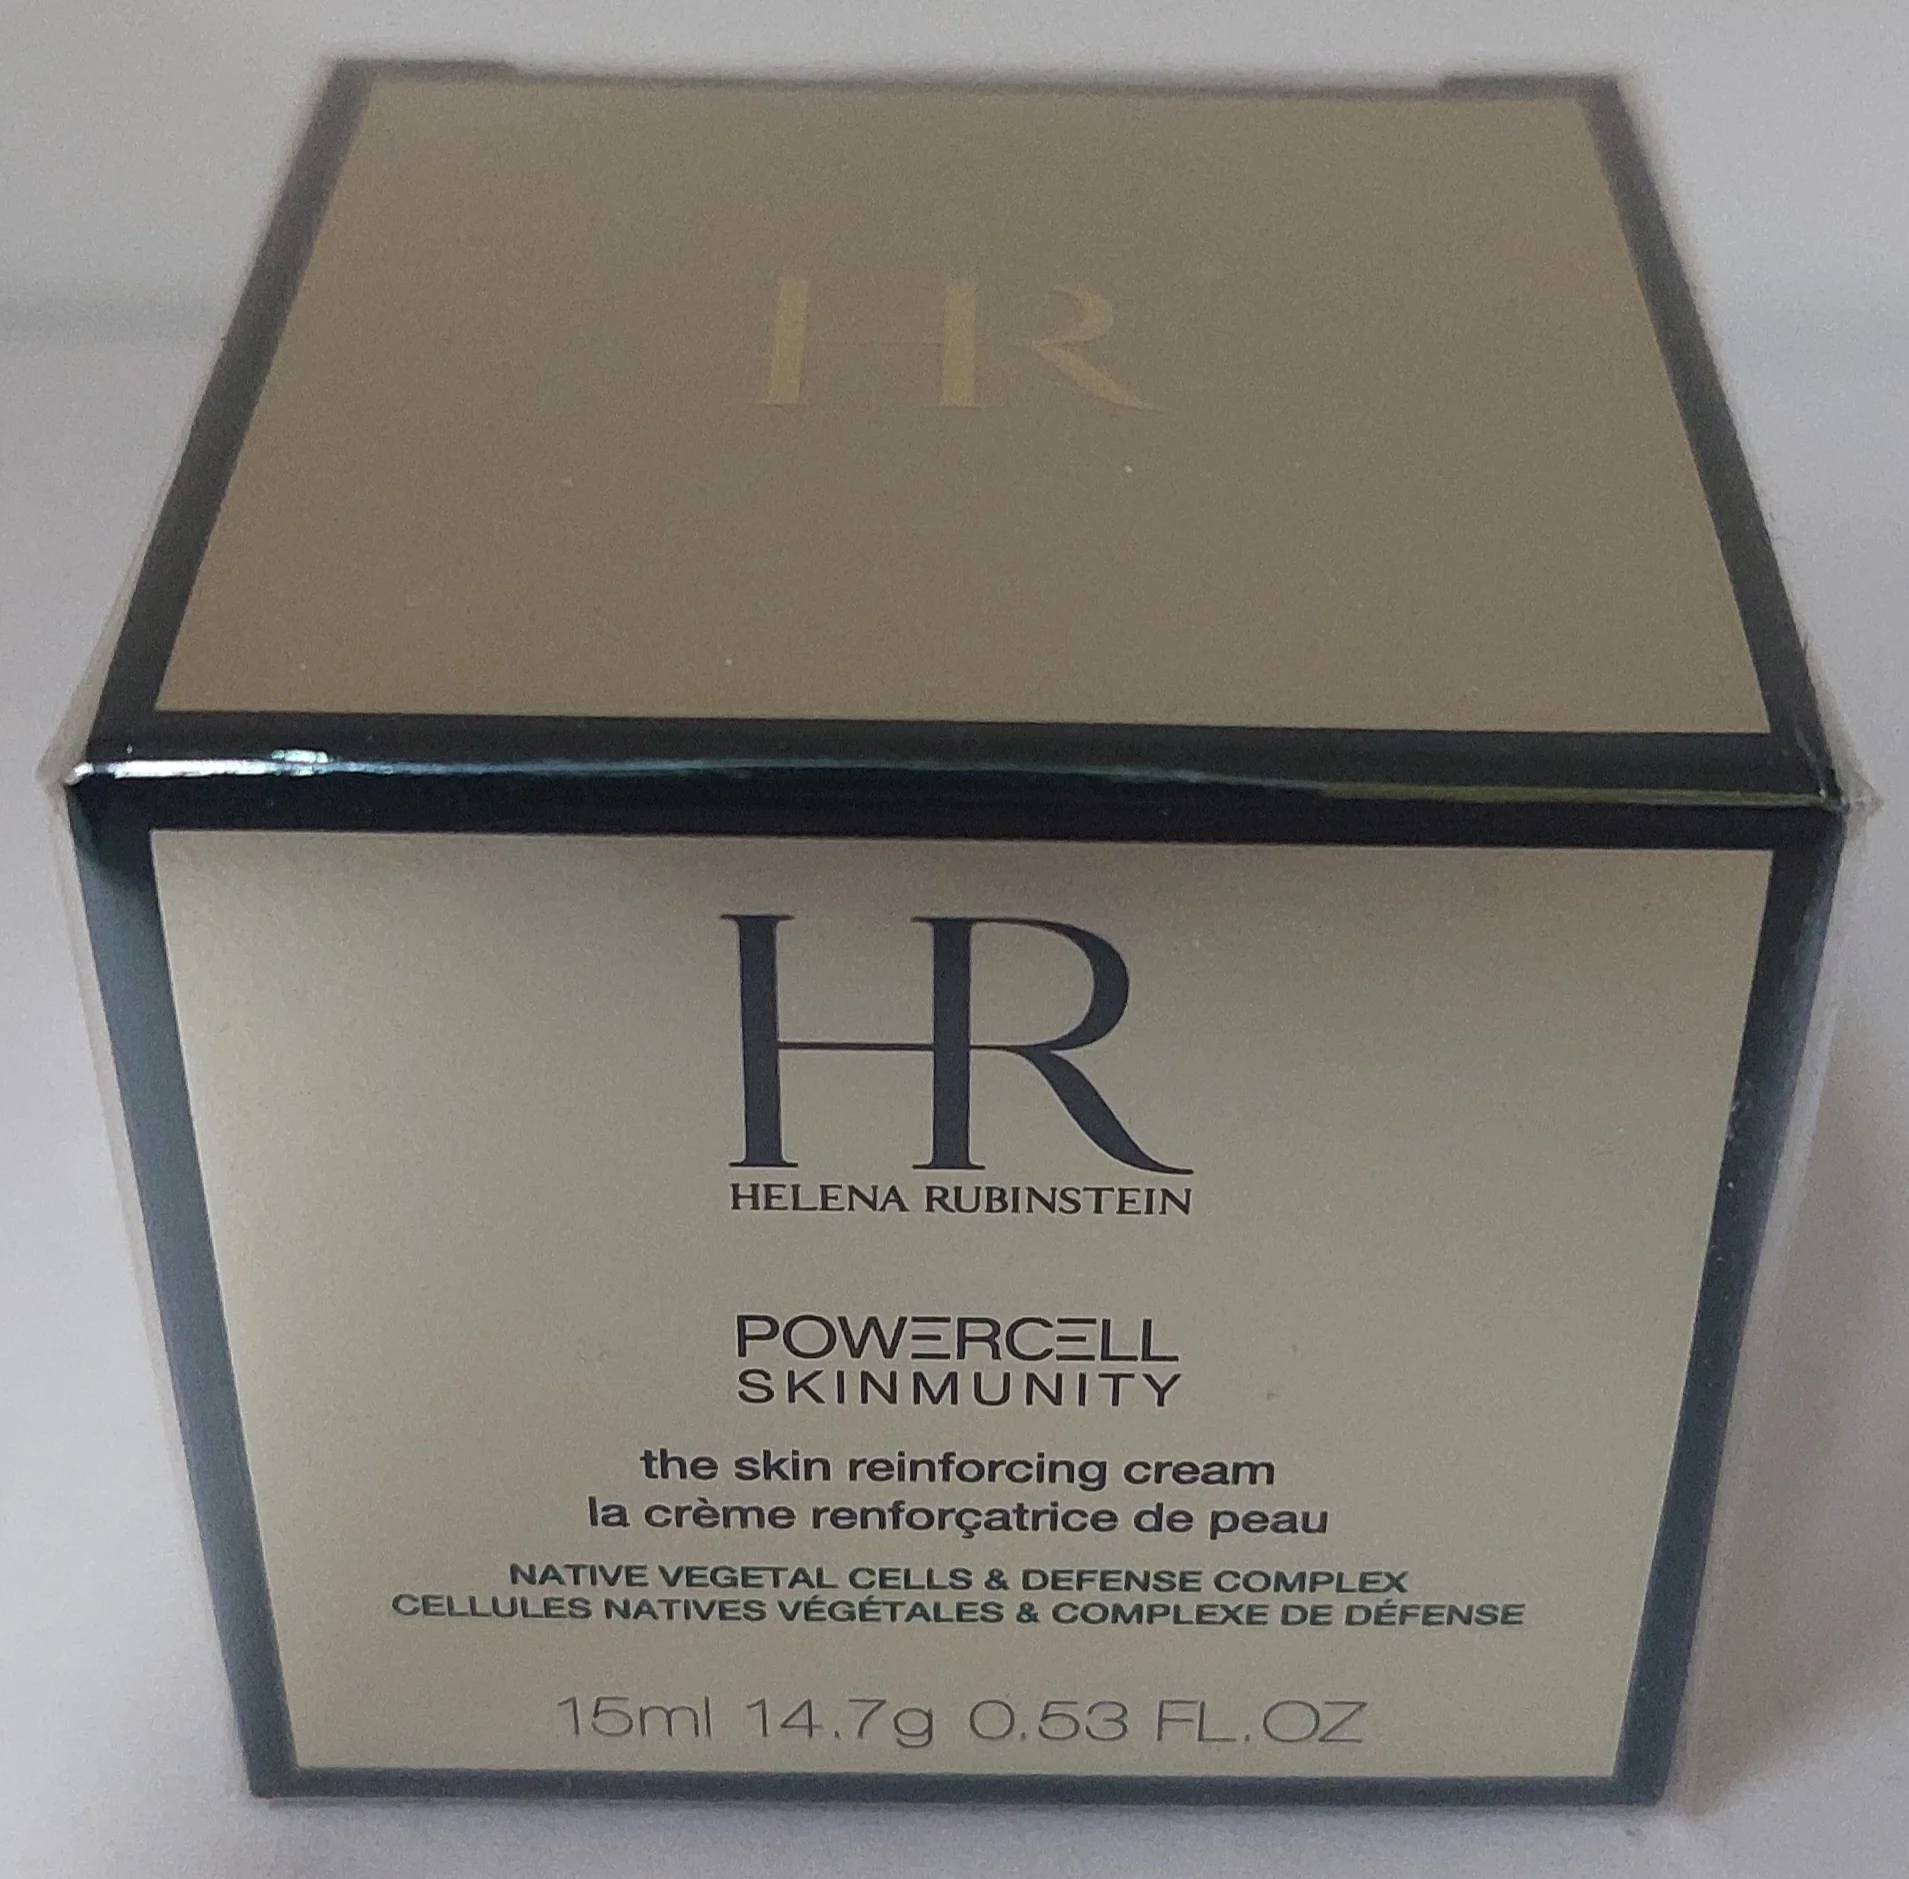 HR
HR
HELENA RUBINSTEIN
POWERCELL
SKINMUNITY
the skin reinforcing cream
la crème renforçatrice de peau
NATIVE VEGETAL CELLS & DEFENSE COMPLEX
CELLULES NATIVES VÉGÉTALES & COMPLEXE DE DÉFENSE
15ml 14.7g 0.53 FL.OZ